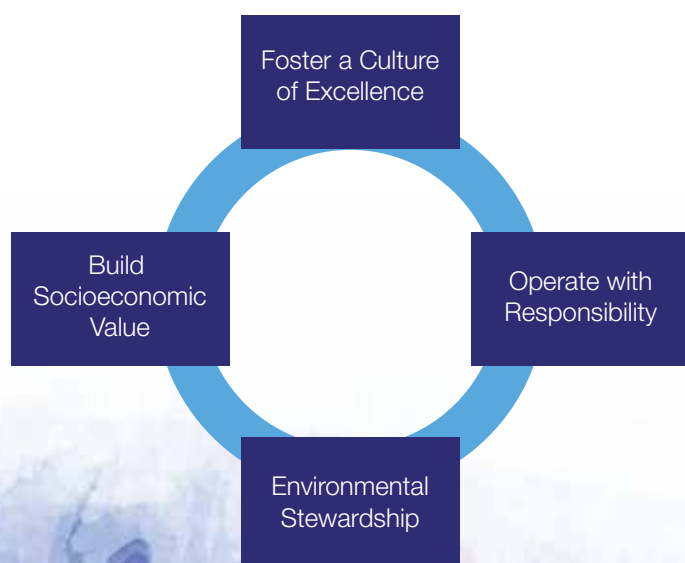 Foster a Culture
of Excellence
Build
Socioeconomic
Value
Operate with
Responsibility
Environmental
Stewardship